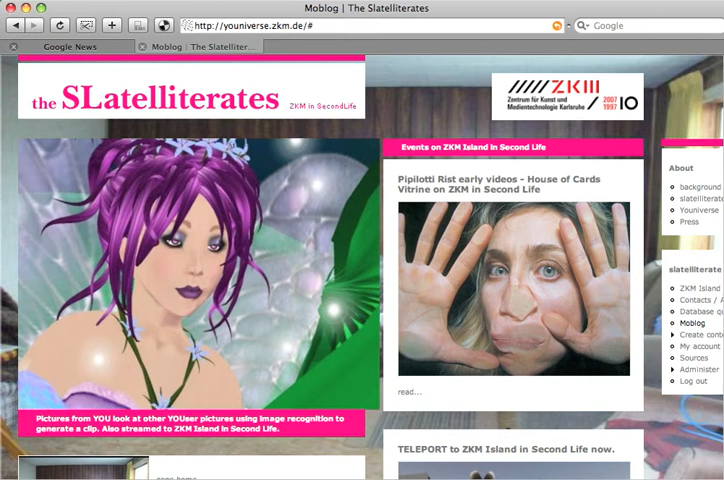 Moblog | The Slatelliterates
http://youniverse.zkm.de/#
Google
Google News
Moblog | The Slatelliter...
the SLatelliterates ZKM in SecondLife
ZKM
Zentrum für Kunst und
Medientechnologie Karlsruhe
2007
1997
10
Events on ZKM Island in Second Life
Pipilotti Rist early videos - House of Cards
Vitrine on ZKM in Second Life
read...
Pictures from YOU look at other YOUser pictures using image recognition to
generate a clip. Also streamed to ZKM Island in Second Life.
TELEPORT to ZKM Island in Second Life now.
About
background
slatelliterate
Youniverse
Press
slatelliterate
ZKM Island
Contacts / A
Database qu
Moblog
Create cont
My account
Sources
Administer
Log out